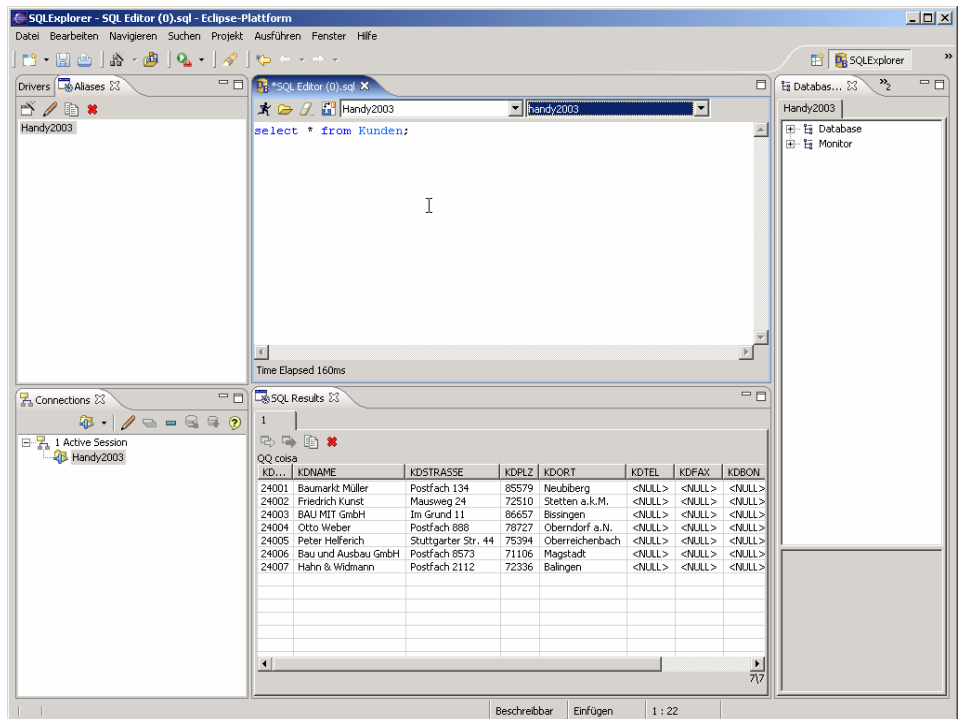 SQLExplorer - SQL Editor (0).sql - Eclipse-Plattform
Datei Bearbeiten Navigieren Suchen Projekt Ausführen Fenster Hilfe
SQLExplorer
Drivers Aliases
Handy2003
*SQL Editor (0).sql
Handy2003 handy2003
select * from Kunden;
Time Elapsed 160ms
Databas... 2
Handy2003
Database
Monitor
Connections
1 Active Session
Handy2003
SQL Results
1
QQ coisa
KD... KDNAME KDSTRASSE KDPLZ KDORT KDTEL KDFAX KDBON
24001 Baumarkt Müller Postfach 134 85579 Neubiberg <NULL> <NULL> <NULL>
24002 Friedrich Kunst Mausweg 24 72510 Stetten a.k.M. <NULL> <NULL> <NULL>
24003 BAU MIT GmbH Im Grund 11 86657 Bissingen <NULL> <NULL> <NULL>
24004 Otto Weber Postfach 888 78727 Oberndorf a.N. <NULL> <NULL> <NULL>
24005 Peter Helferich Stuttgarter Str. 44 75394 Oberreichenbach <NULL> <NULL> <NULL>
24006 Bau und Ausbau GmbH Postfach 8573 71106 Magstadt <NULL> <NULL> <NULL>
24007 Hahn & Widmann Postfach 2112 72336 Balingen <NULL> <NULL> <NULL>
7\7
Beschreibbar Einfügen 1 : 22